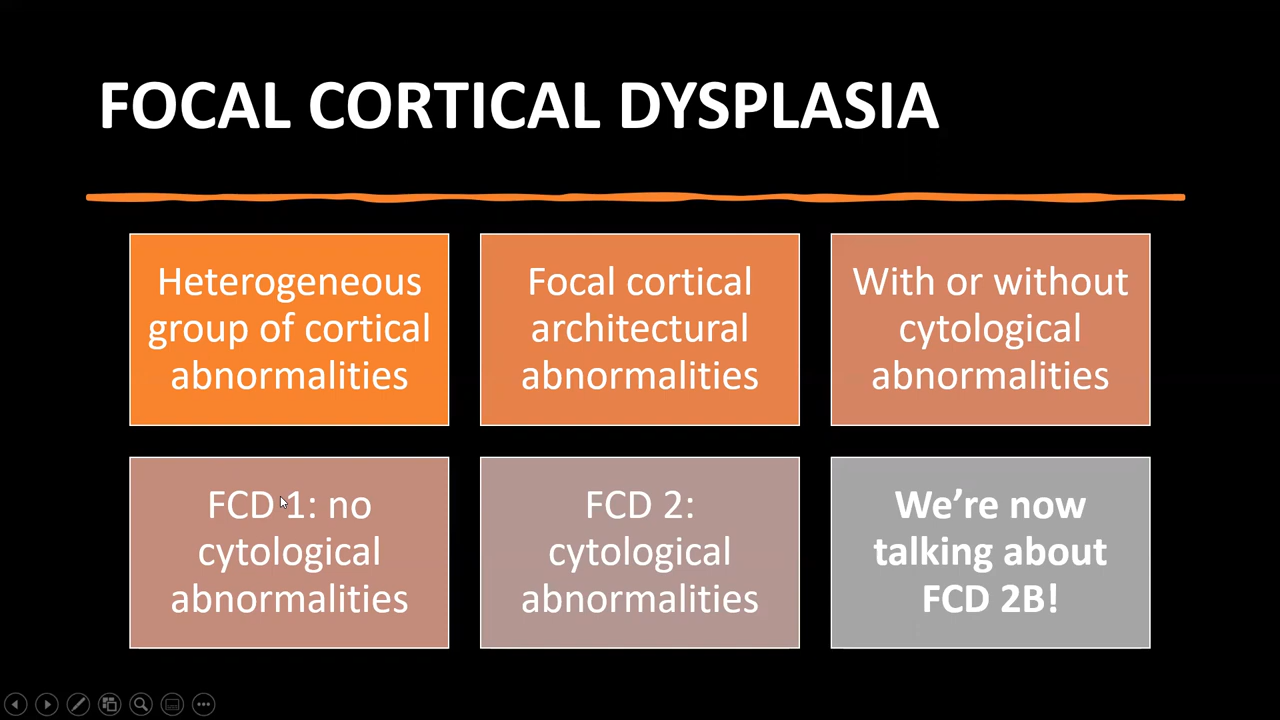 FOCAL CORTICAL DYSPLASIA
Heterogeneous
group of cortical
abnormalities
Focal cortical
architectural
abnormalities
With or without
cytological
abnormalities
FCD 1: no
cytological
abnormalities
FCD 2:
cytological
abnormalities
We’re now
talking about
FCD 2B!